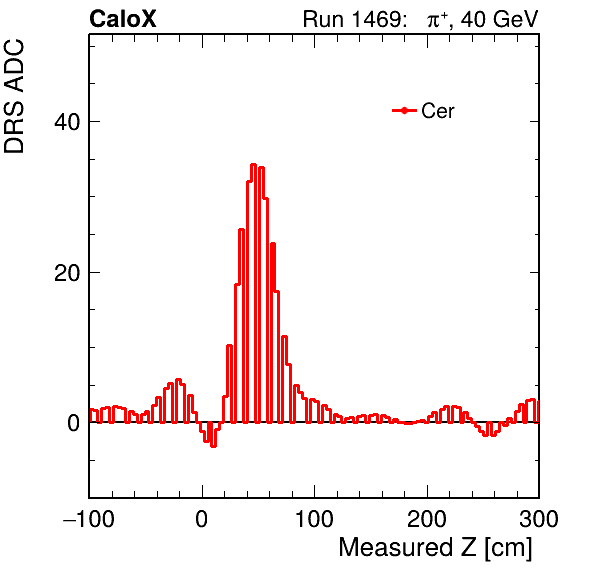 CaloX Run 1469: π⁺, 40 GeV
DRS ADC
Cer
40
20
0
−100 0 100 200 300
Measured Z [cm]